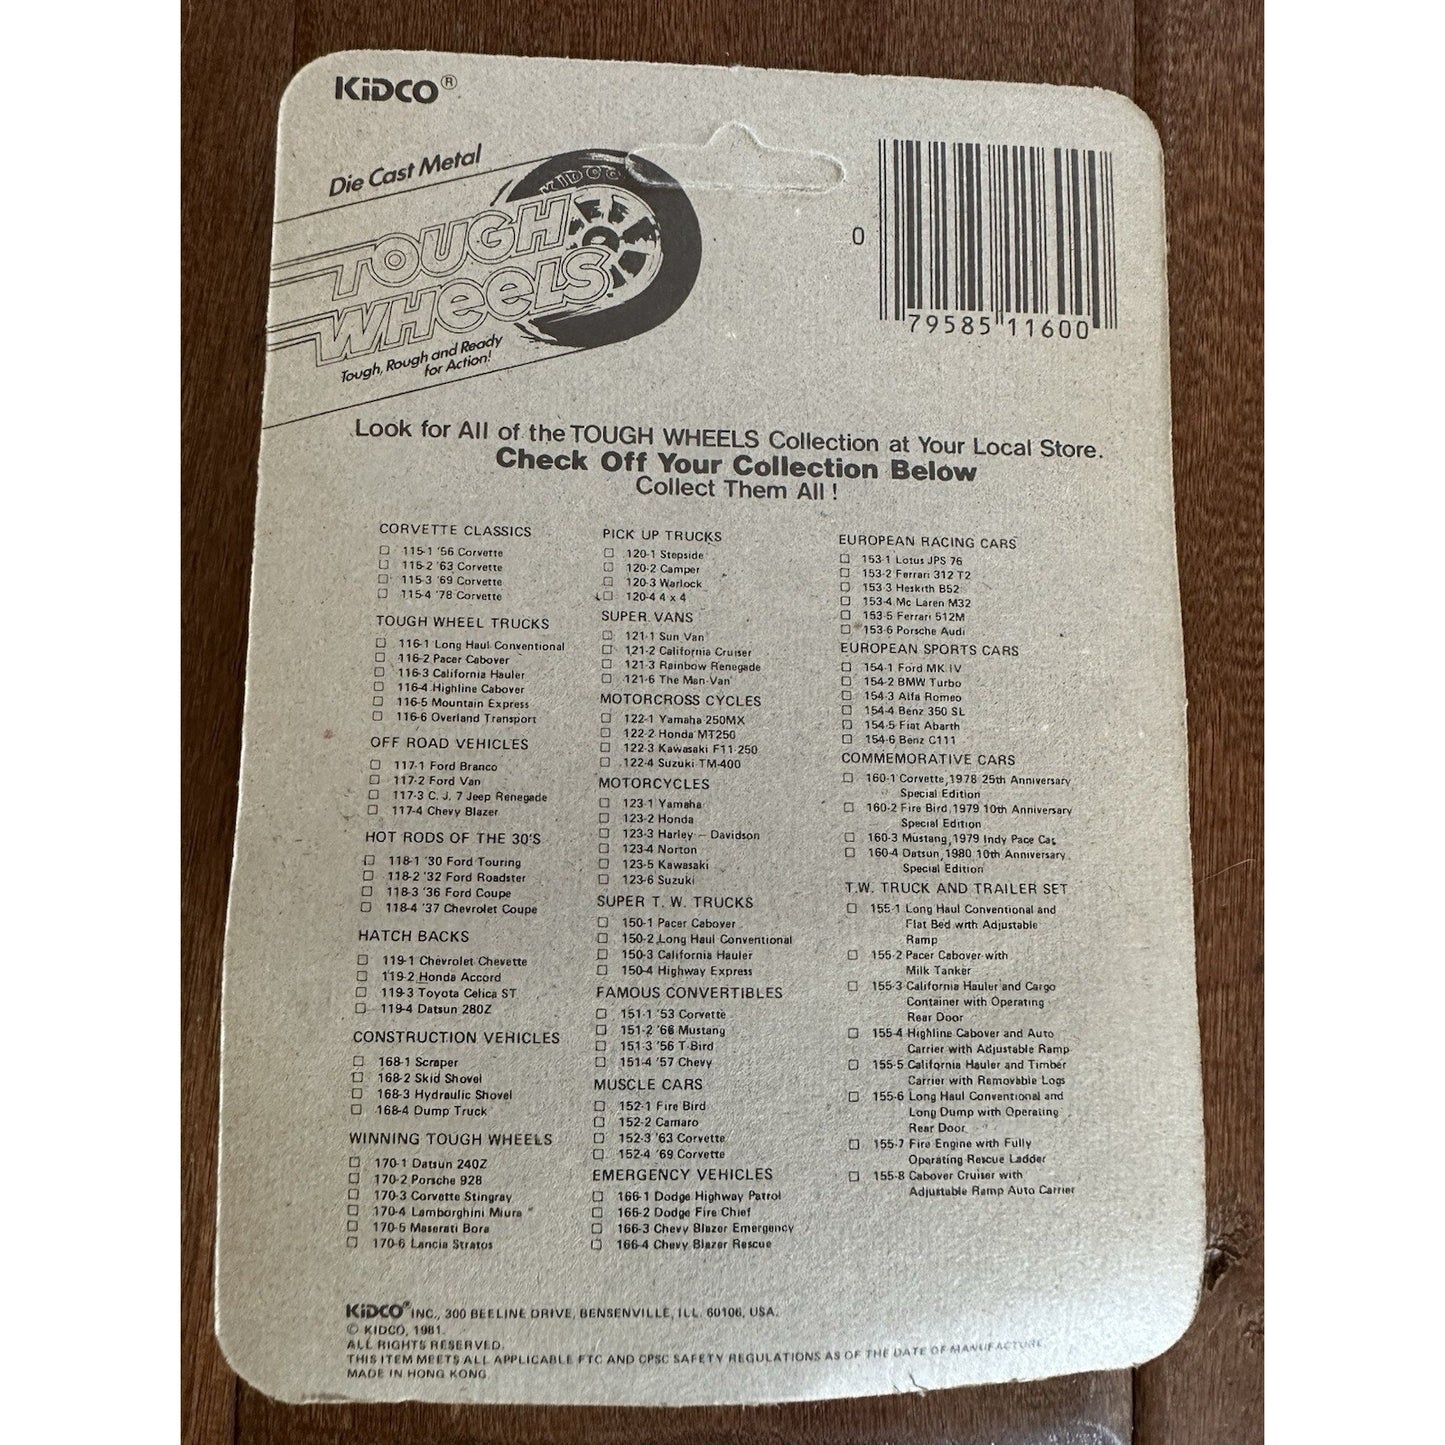 KiDCO®
Die Cast Metal
KIDCO
TOUGH
WHEELS
Tough, Rough and Ready
for Action!
0
79585 11600
Look for All of the TOUGH WHEELS Collection at Your Local Store.
Check Off Your Collection Below
Collect Them All !
CORVETTE CLASSICS
115-1 '56 Corvette
115-2 '63 Corvette
115-3 '69 Corvette
115-4 '78 Corvette
TOUGH WHEEL TRUCKS
116-1 Long Haul Conventional
116-2 Pacer Cabover
116-3 California Hauler
116-4 Highline Cabover
116-5 Mountain Express
116-6 Overland Transport
OFF ROAD VEHICLES
117-1 Ford Branco
117-2 Ford Van
117-3 C. J. 7 Jeep Renegade
117-4 Chevy Blazer
HOT RODS OF THE 30'S
118-1 '30 Ford Touring
118-2 '32 Ford Roadster
118-3 '36 Ford Coupe
118-4 '37 Chevrolet Coupe
HATCH BACKS
119-1 Chevrolet Chevette
119-2 Honda Accord
119-3 Toyota Celica ST
119-4 Datsun 280Z
CONSTRUCTION VEHICLES
168-1 Scraper
168-2 Skid Shovel
168-3 Hydraulic Shovel
168-4 Dump Truck
WINNING TOUGH WHEELS
170-1 Datsun 240Z
170-2 Porsche 928
170-3 Corvette Stingray
170-4 Lamborghini Miura
170-5 Maserati Bora
170-6 Lancia Stratos
PICK UP TRUCKS
120-1 Stepside
120-2 Camper
120-3 Warlock
120-4 4 x 4
SUPER VANS
121-1 Sun Van
121-2 California Cruiser
121-3 Rainbow Renegade
121-6 The Man Van
MOTORCROSS CYCLES
122-1 Yamaha 250MX
122-2 Honda MT250
122-3 Kawasaki F11-250
122-4 Suzuki TM-400
MOTORCYCLES
123-1 Yamaha
123-2 Honda
123-3 Harley - Davidson
123-4 Norton
123-5 Kawasaki
123-6 Suzuki
SUPER T. W. TRUCKS
150-1 Pacer Cabover
150-2 Long Haul Conventional
150-3 California Hauler
150-4 Highway Express
FAMOUS CONVERTIBLES
151-1 '53 Corvette
151-2 '66 Mustang
151-3 '56 T-Bird
151-4 '57 Chevy
MUSCLE CARS
152-1 Fire Bird
152-2 Camaro
152-3 '63 Corvette
152-4 '69 Corvette
EMERGENCY VEHICLES
166-1 Dodge Highway Patrol
166-2 Dodge Fire Chief
166-3 Chevy Blazer Emergency
166-4 Chevy Blazer Rescue
EUROPEAN RACING CARS
153-1 Lotus JPS 76
153-2 Ferrari 312 T2
153-3 Heskith B52
153-4 Mc Laren M32
153-5 Ferrari 512M
153-6 Porsche Audi
EUROPEAN SPORTS CARS
154-1 Ford MK IV
154-2 BMW Turbo
154-3 Alfa Romeo
154-4 Benz 350 SL
154-5 Fiat Abarth
154-6 Benz C111
COMMEMORATIVE CARS
160-1 Corvette, 1978 25th Anniversary
Special Edition
160-2 Fire Bird, 1979 10th Anniversary
Special Edition
160-3 Mustang, 1979 Indy Pace Car
160-4 Datsun, 1980 10th Anniversary
Special Edition
T.W. TRUCK AND TRAILER SET
155-1 Long Haul Conventional and
Flat Bed with Adjustable
Ramp
155-2 Pacer Cabover with
Milk Tanker
155-3 California Hauler and Cargo
Container with Operating
Rear Door
155-4 Highline Cabover and Auto
Carrier with Adjustable Ramp
155-5 California Hauler and Timber
Carrier with Removable Logs
155-6 Long Haul Conventional and
Long Dump with Operating
Rear Door
155-7 Fire Engine with Fully
Operating Rescue Ladder
155-8 Cabover Cruiser with
Adjustable Ramp Auto Carrier
KiDCO® INC., 300 BEELINE DRIVE, BENSENVILLE, ILL. 60106, USA.
© KIDCO, 1981.
ALL RIGHTS RESERVED.
THIS ITEM MEETS ALL APPLICABLE FTC AND CPSC SAFETY REGULATIONS AS OF THE DATE OF MANUFACTURE.
MADE IN HONG KONG